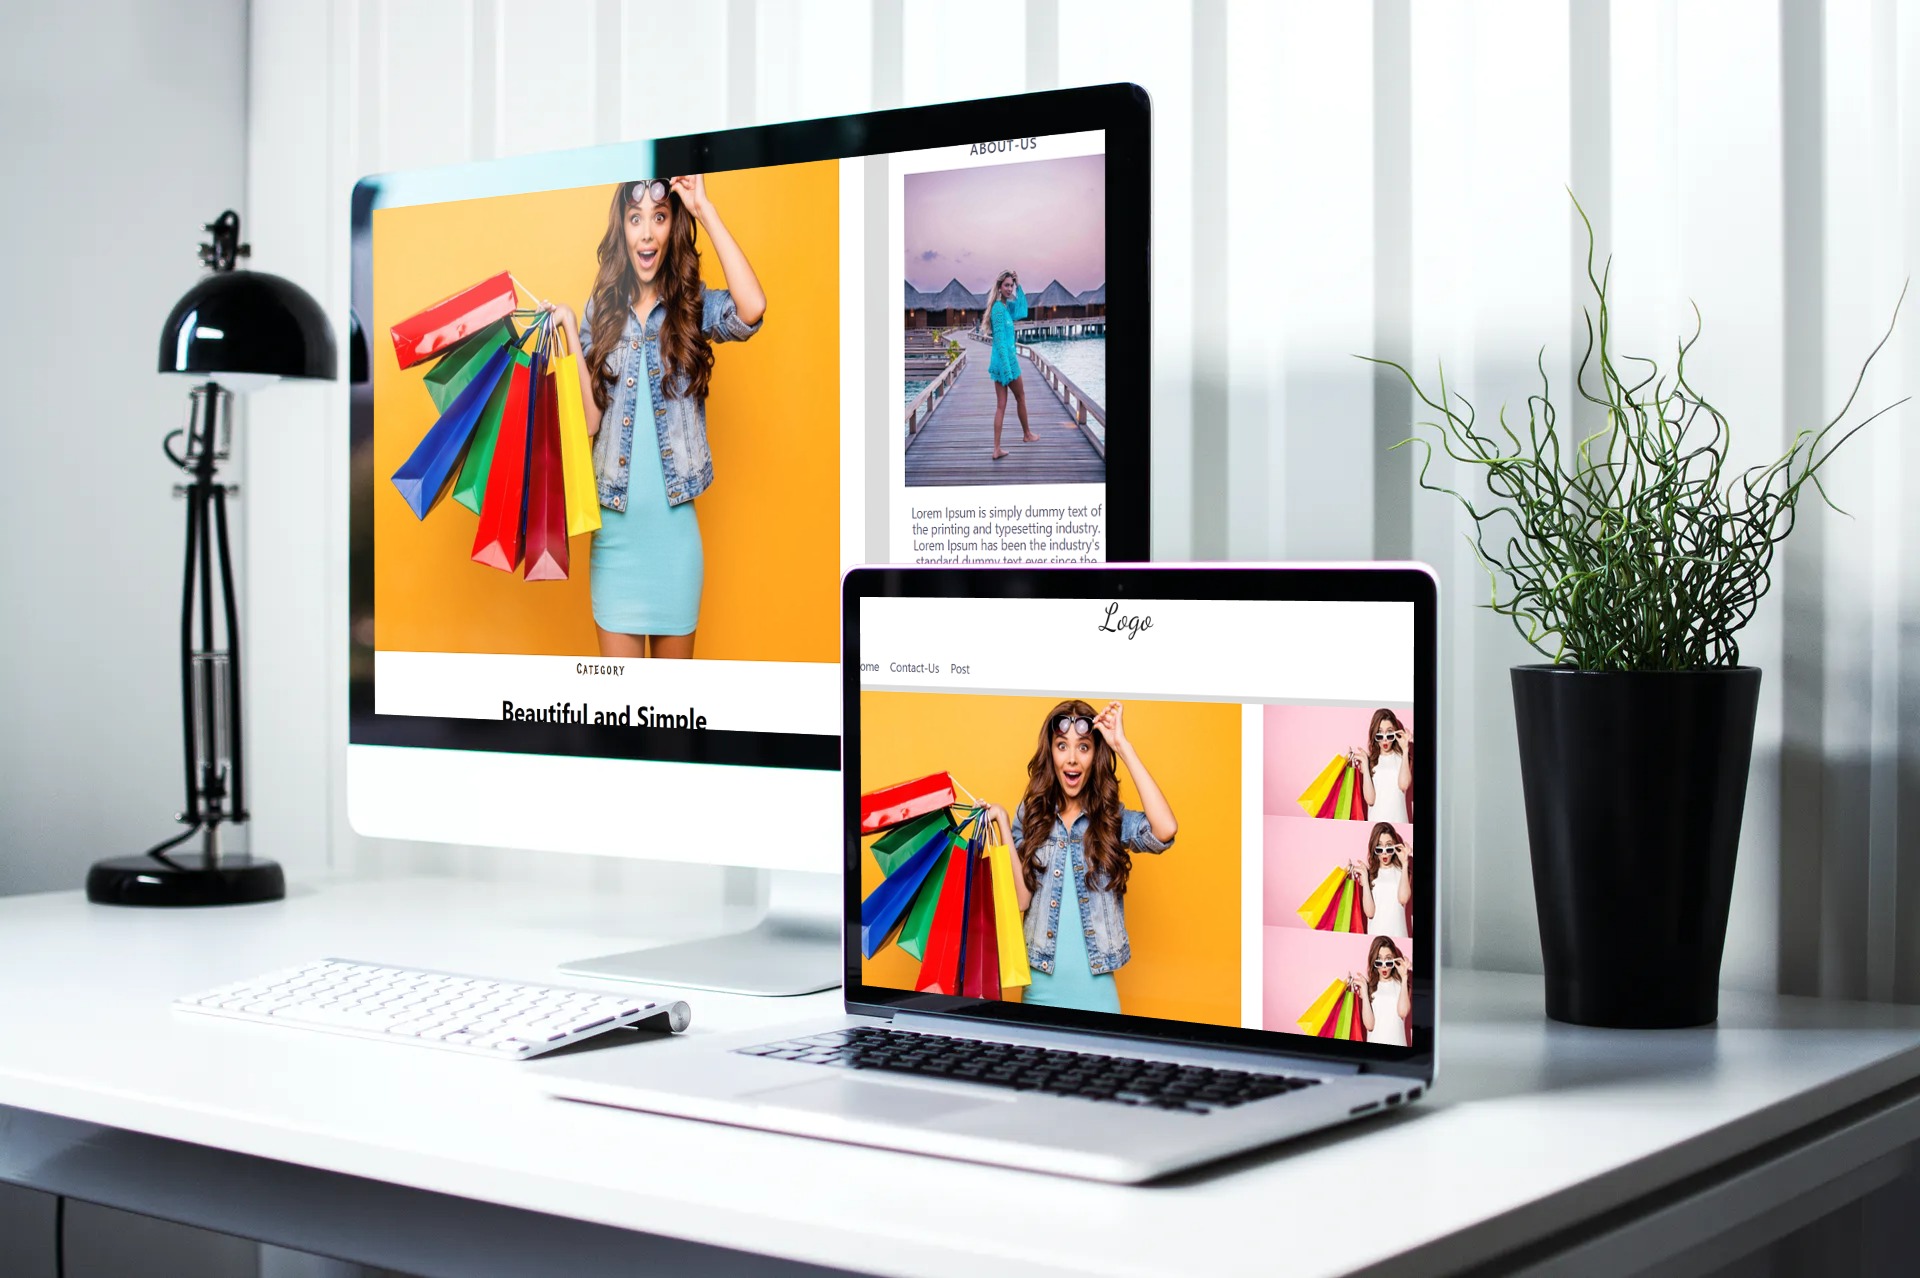 ABOUT-US
Lorem Ipsum is simply dummy text of
the printing and typesetting industry.
Lorem Ipsum has been the industry's
standard dummy text ever since the
CATEGORY
Beautiful and Simple
Logo
ome Contact-Us Post